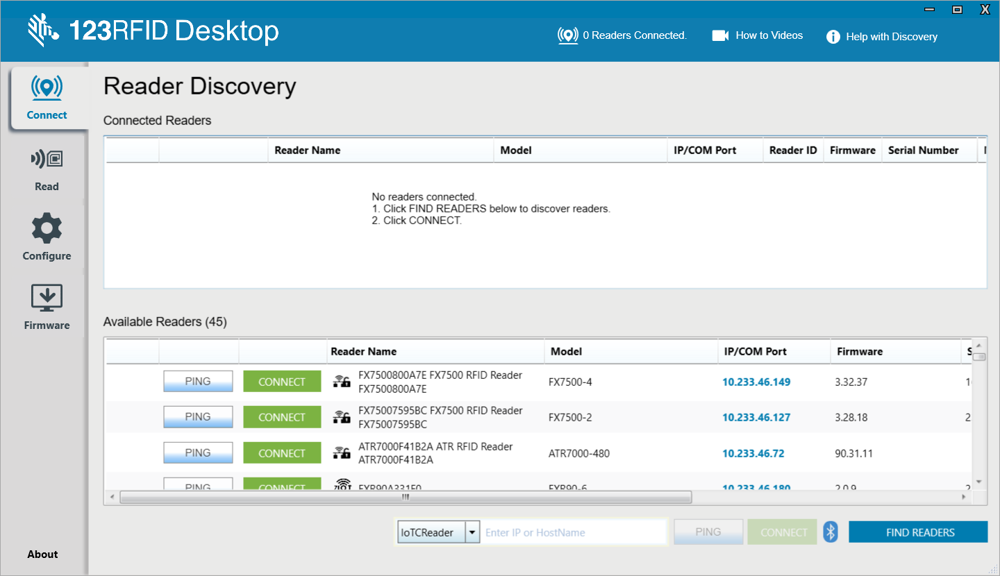 123RFID Desktop
0 Readers Connected.
How to Videos
Help with Discovery
Connect
Read
Configure
Firmware
About
Reader Discovery
Connected Readers
Reader Name Model IP/COM Port Reader ID Firmware Serial Number
No readers connected.
1. Click FIND READERS below to discover readers.
2. Click CONNECT.
Available Readers (45)
Reader Name Model IP/COM Port Firmware S
PING CONNECT FX7500800A7E FX7500 RFID Reader FX7500-4 10.233.46.149 3.32.37 1
FX7500800A7E
PING CONNECT FX75007595BC FX7500 RFID Reader FX7500-2 10.233.46.127 3.28.18 2
FX75007595BC
PING CONNECT ATR7000F41B2A ATR RFID Reader ATR7000-480 10.233.46.72 90.31.11
ATR7000F41B2A
PING CONNECT FXR90A331F0 FXR90-6 10.233.46.180 2.0.9 2
IoTCReader Enter IP or HostName PING CONNECT FIND READERS